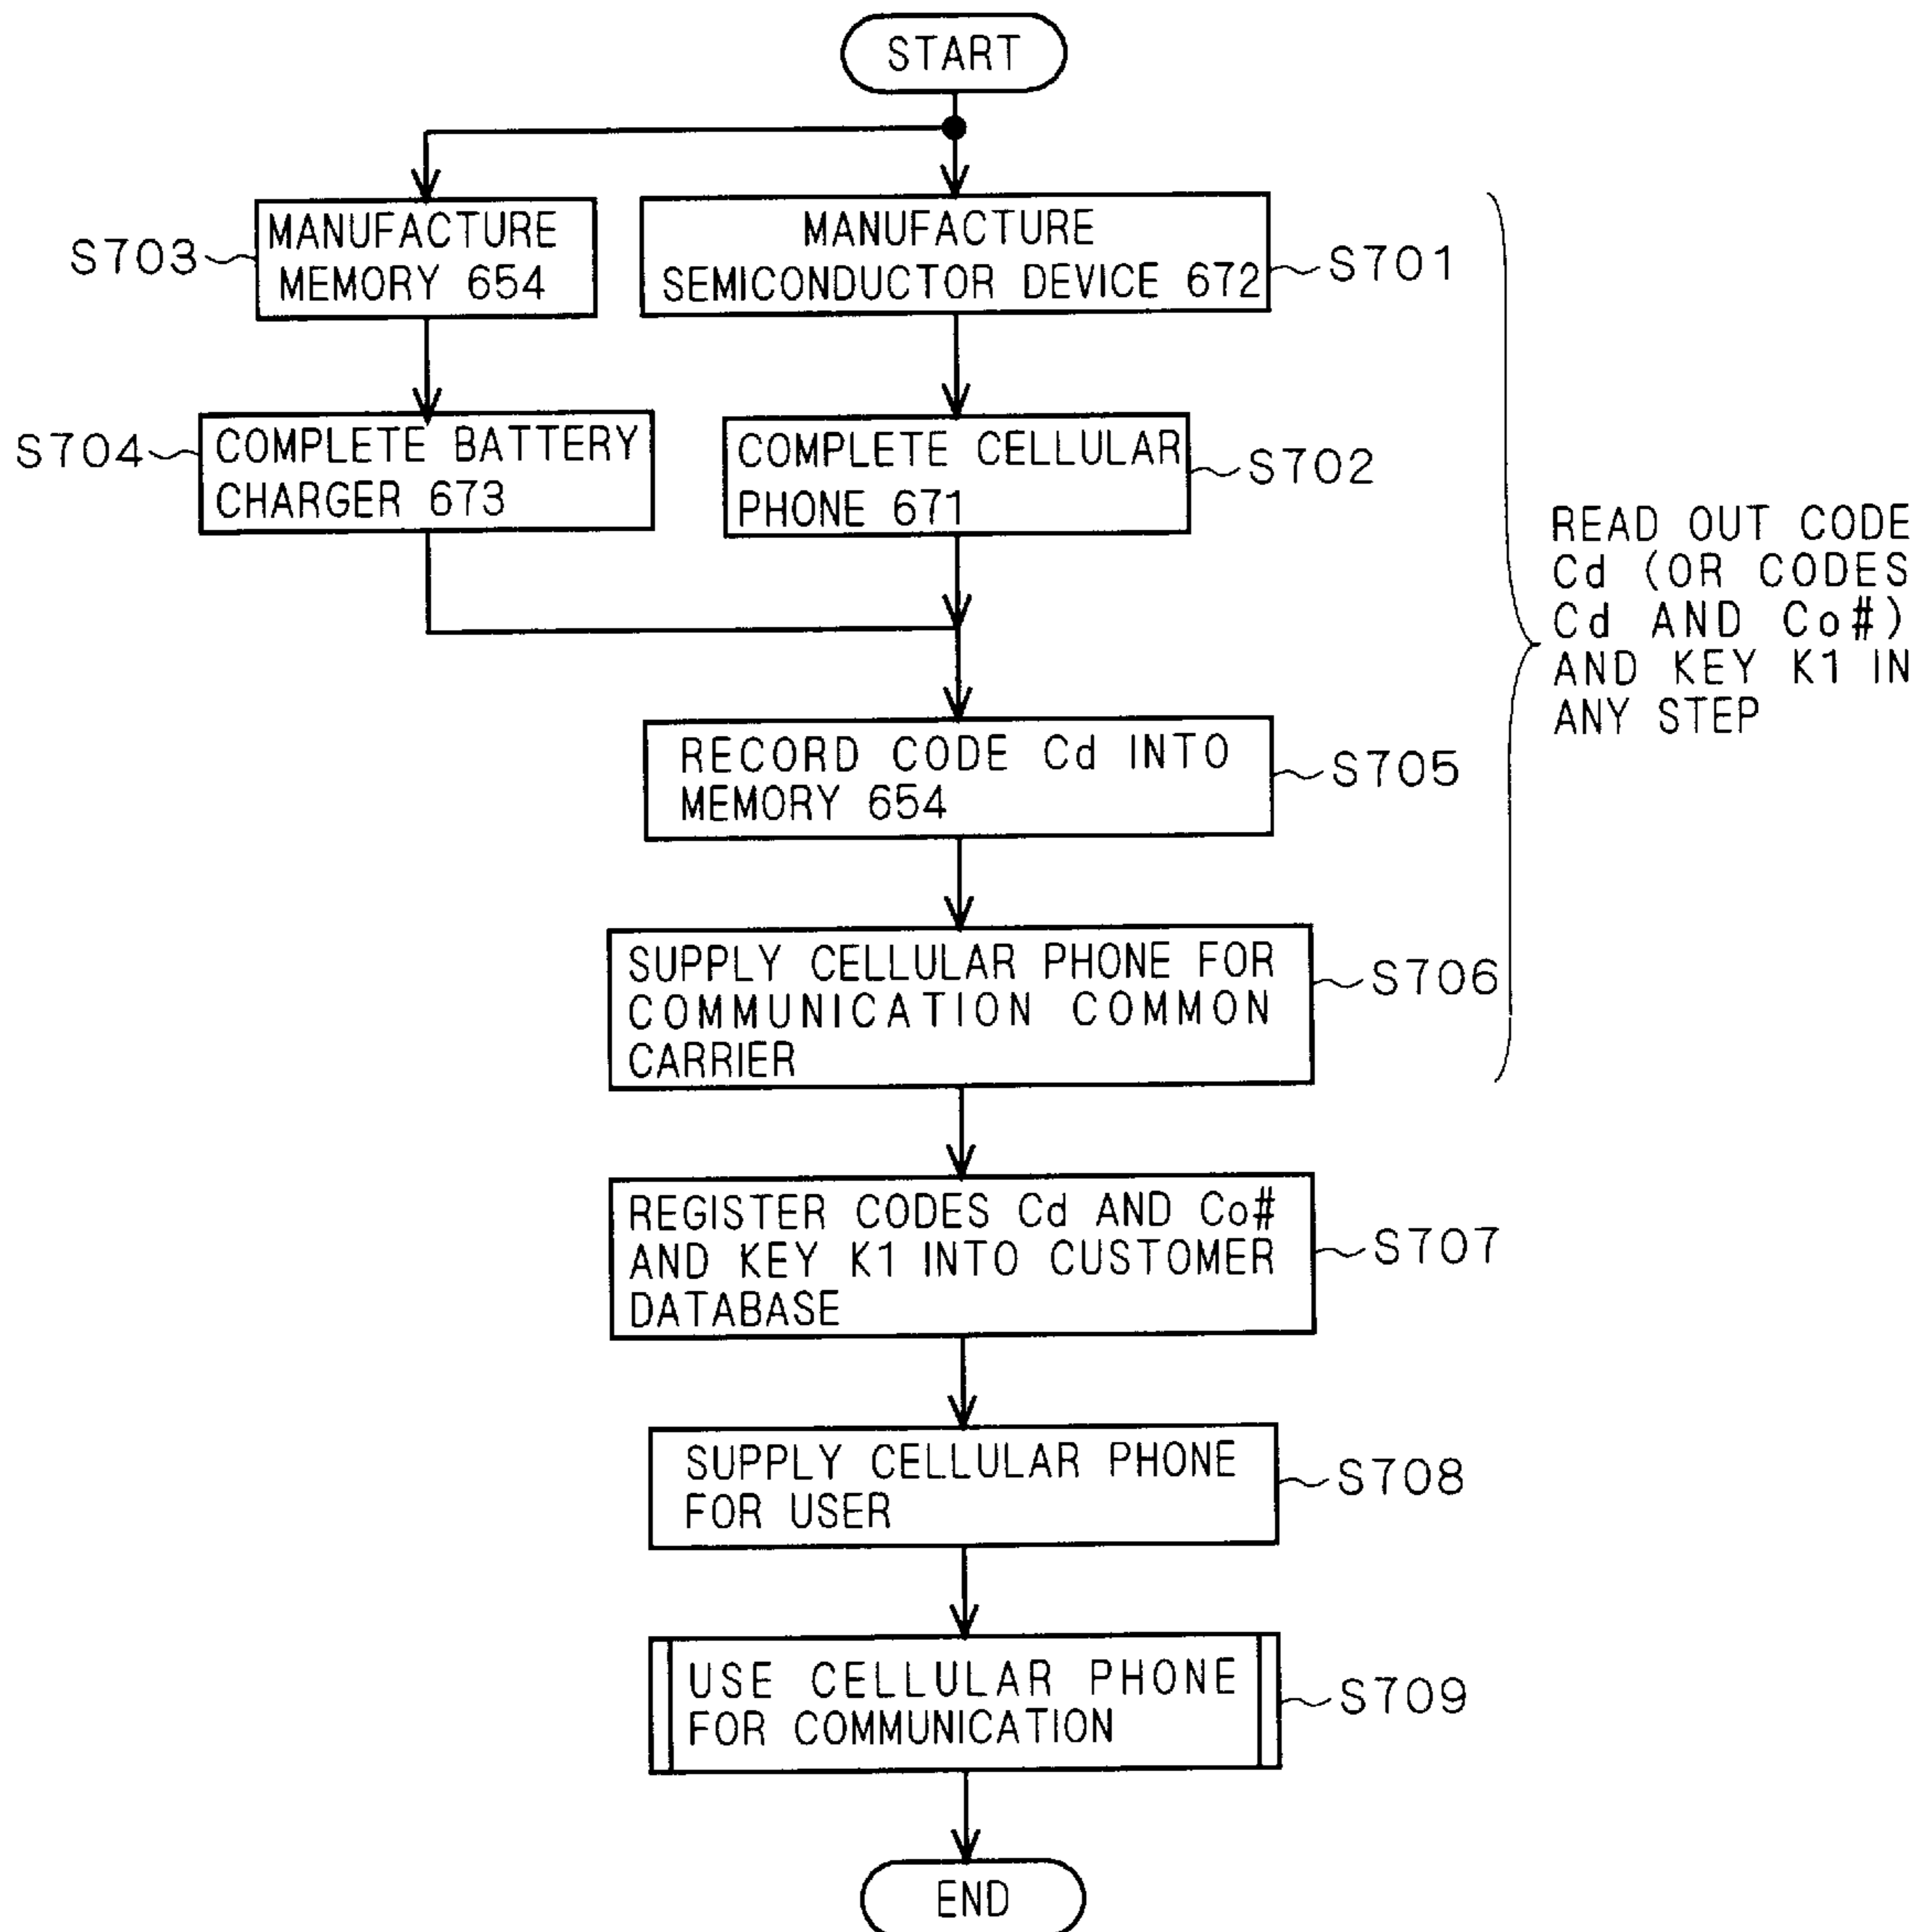 START
S703
MANUFACTURE
MEMORY 654
MANUFACTURE
SEMICONDUCTOR DEVICE 672
S701
S704
COMPLETE BATTERY
CHARGER 673
COMPLETE CELLULAR
PHONE 671
S702
READ OUT CODE
Cd (OR CODES
Cd AND Co#)
AND KEY K1 IN
ANY STEP
RECORD CODE Cd INTO
MEMORY 654
S705
SUPPLY CELLULAR PHONE FOR
COMMUNICATION COMMON
CARRIER
S706
REGISTER CODES Cd AND Co#
AND KEY K1 INTO CUSTOMER
DATABASE
S707
SUPPLY CELLULAR PHONE
FOR USER
S708
USE CELLULAR PHONE
FOR COMMUNICATION
S709
END